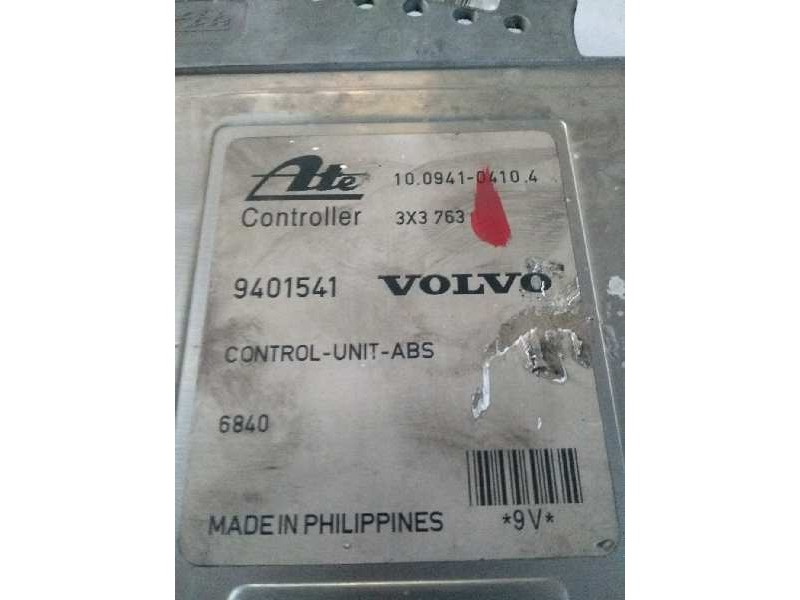 Ate 10.0941-0410.4
Controller 3X3 763
9401541 VOLVO
CONTROL-UNIT-ABS
6840
*9V*
MADE IN PHILIPPINES